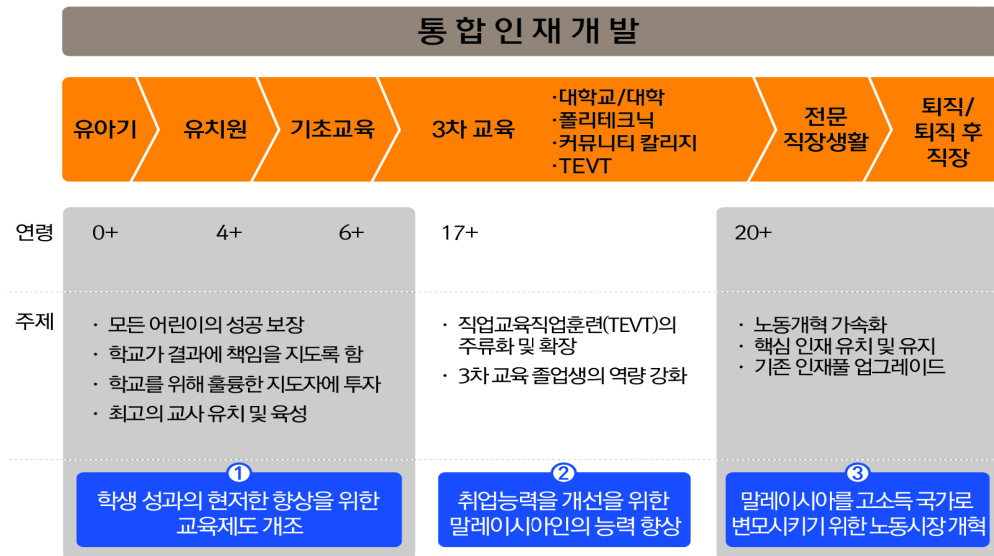 통합인재개발
유아기
유치원
기초교육
3차 교육
·대학교/대학
·폴리테크닉
·커뮤니티 칼리지
·TEVT
전문
직장생활
퇴직/
퇴직 후
직장
연령
0+
4+
6+
17+
20+
주제
· 모든 어린이의 성공 보장
· 학교가 결과에 책임을 지도록 함
· 학교를 위해 훌륭한 지도자에 투자
· 최고의 교사 유치 및 육성
· 직업교육직업훈련(TEVT)의
주류화 및 확장
· 3차 교육 졸업생의 역량 강화
· 노동개혁 가속화
· 핵심 인재 유치 및 유지
· 기존 인재풀 업그레이드
1
학생 성과의 현저한 향상을 위한
교육제도 개조
2
취업능력을 개선을 위한
말레이시아인의 능력 향상
3
말레이시아를 고소득 국가로
변모시키기 위한 노동시장 개혁